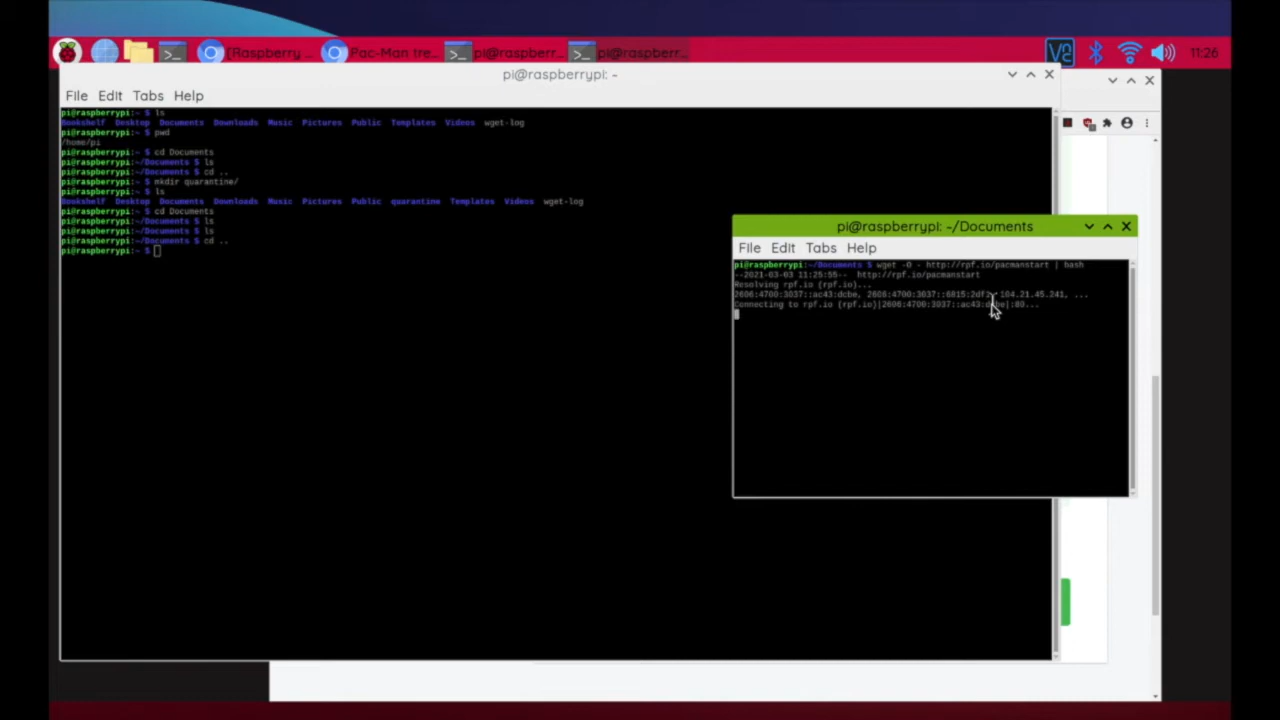 [Raspberry ...
Pac-Man tre...
pi@raspberr...
pi@raspberr...
11:26
pi@raspberrypi: ~
File Edit Tabs Help
pi@raspberrypi:~ $ ls
Bookshelf Desktop Documents Downloads Music Pictures Public Templates Videos wget-log
pi@raspberrypi:~ $ pwd
/home/pi
pi@raspberrypi:~ $ cd Documents
pi@raspberrypi:~/Documents $ ls
pi@raspberrypi:~/Documents $ cd ..
pi@raspberrypi:~ $ mkdir quarantine/
pi@raspberrypi:~ $ ls
Bookshelf Desktop Documents Downloads Music Pictures Public quarantine Templates Videos wget-log
pi@raspberrypi:~ $ cd Documents
pi@raspberrypi:~/Documents $ ls
pi@raspberrypi:~/Documents $ ls
pi@raspberrypi:~/Documents $ cd ..
pi@raspberrypi:~ $
pi@raspberrypi: ~/Documents
File Edit Tabs Help
pi@raspberrypi:~/Documents $ wget -O - http://rpf.io/pacmanstart | hash
--2021-03-03 11:25:55-- http://rpf.io/pacmanstart
Resolving rpf.io (rpf.io)...
2606:4700:3037::ac43:dcbe, 104.21.45.241, ...
Connecting to rpf.io (rpf.io)|2606:4700:3037::ac43:dcbe|:80...